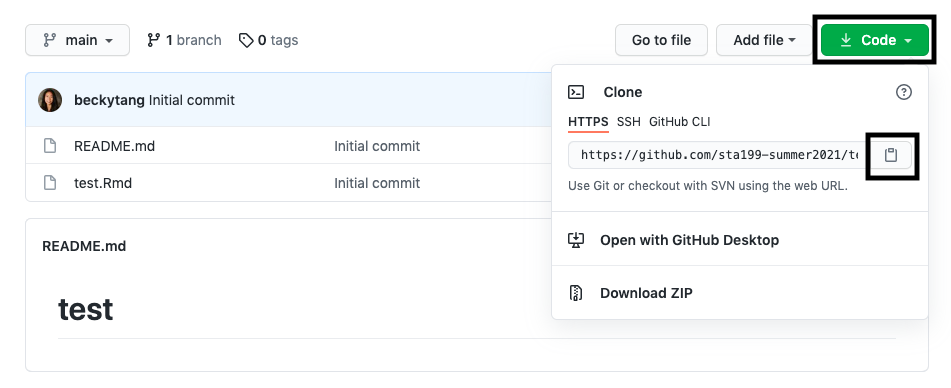 main 1 branch 0 tags Go to file Add file Code
beckytang Initial commit
README.md Initial commit
test.Rmd Initial commit
Clone
HTTPS SSH GitHub CLI
https://github.com/sta199-summer2021/te
Use Git or checkout with SVN using the web URL.
Open with GitHub Desktop
Download ZIP
README.md
test